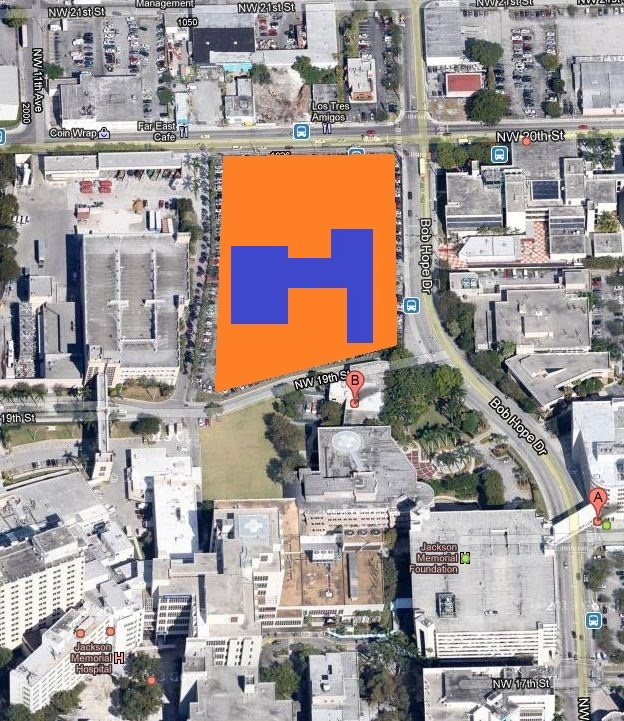 Management
NW 21st St
NW 21st St
1050
NW 11th Ave
2000
Los Tres
Amigos
Coin Wrap
Far East
Cafe
NW 20th St
Bob Hope Dr
B
NW 19th St
19th St
Bob Hope Dr
A
Jackson
Memorial
Foundation
Jackson
Memorial
Hospital
H
NW 17th St
NW